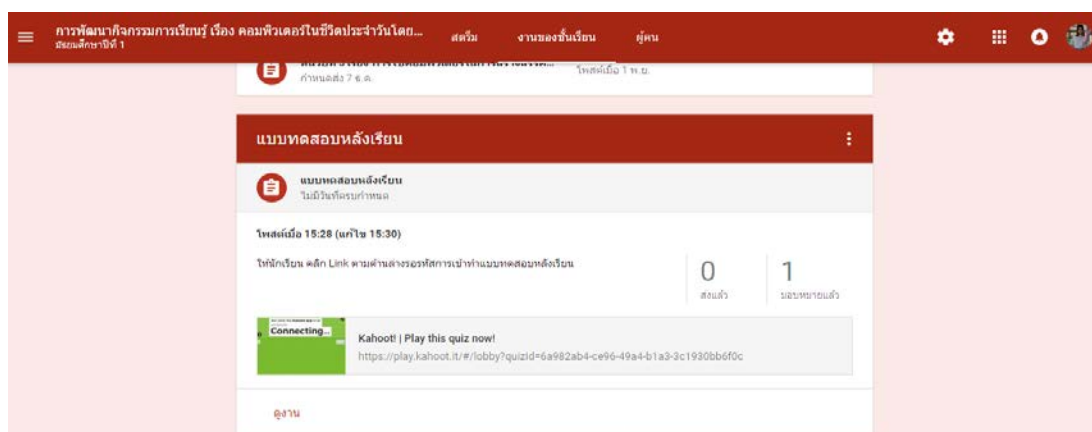 การพัฒนากิจกรรมการเรียนรู้ เรื่อง คอมพิวเตอร์ในชีวิตประจำวันโดย...
มัธยมศึกษาปีที่ 1
สตรีม งานของชั้นเรียน ผู้คน
กำหนดส่ง 7 ธ.ค.
โพสต์เมื่อ 1 พ.ย.
แบบทดสอบหลังเรียน
แบบทดสอบหลังเรียน
ไม่มีวันที่ครบกำหนด
โพสต์เมื่อ 15:28 (แก้ไข 15:30)
ให้นักเรียน คลิก Link ตามด้านล่างรอรหัสการเข้าทำแบบทดสอบหลังเรียน
0
ส่งแล้ว
1
มอบหมายแล้ว
Connecting...
Kahoot! | Play this quiz now!
https://play.kahoot.it/#/lobby?quizId=6a982ab4-ce96-49a4-b1a3-3c1930bb6f0c
ดูงาน